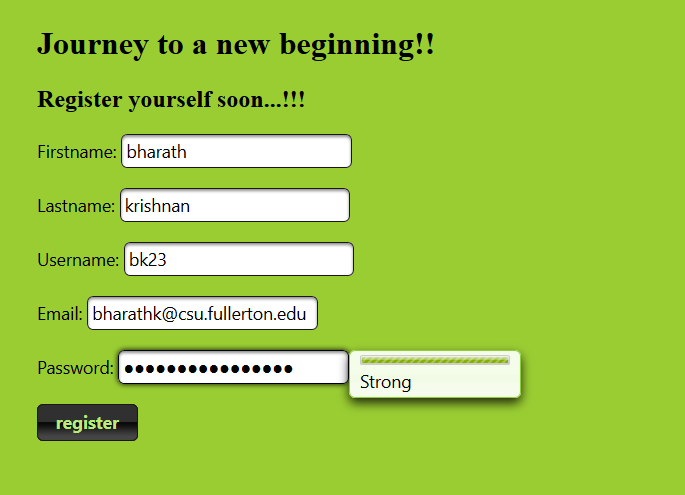 Journey to a new beginning!!
Register yourself soon...!!!
Firstname: bharath
Lastname: krishnan
Username: bk23
Email: bharathk@csu.fullerton.edu
Password: ●●●●●●●●●●●●●●●●
Strong
register